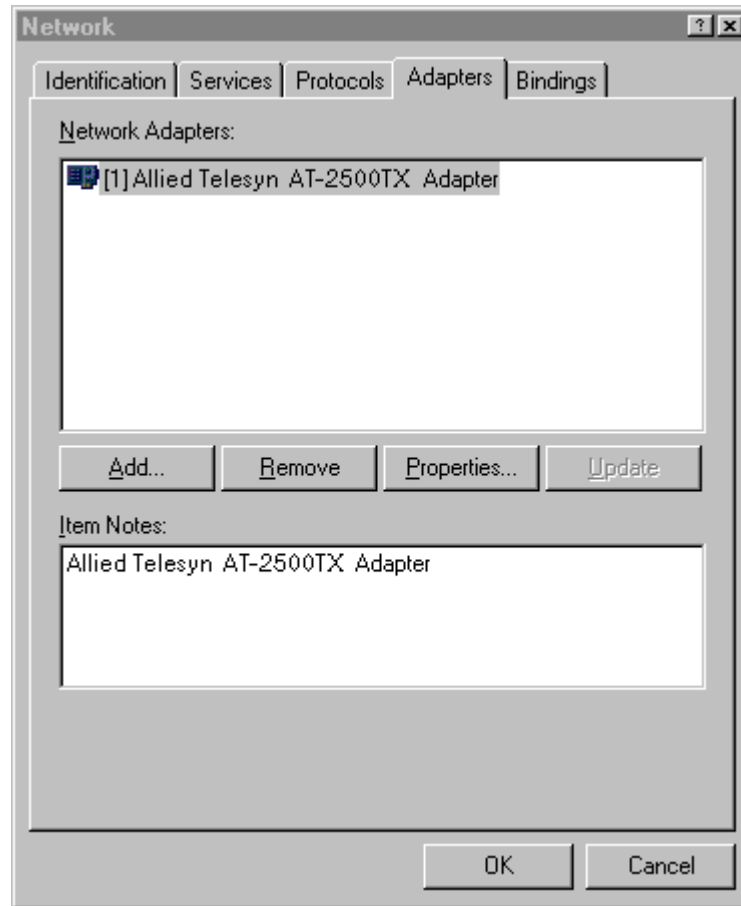 Network
Identification Services Protocols Adapters Bindings
Network Adapters:
[1] Allied Telesyn AT-2500TX Adapter
Add... Remove Properties... Update
Item Notes:
Allied Telesyn AT-2500TX Adapter
OK Cancel